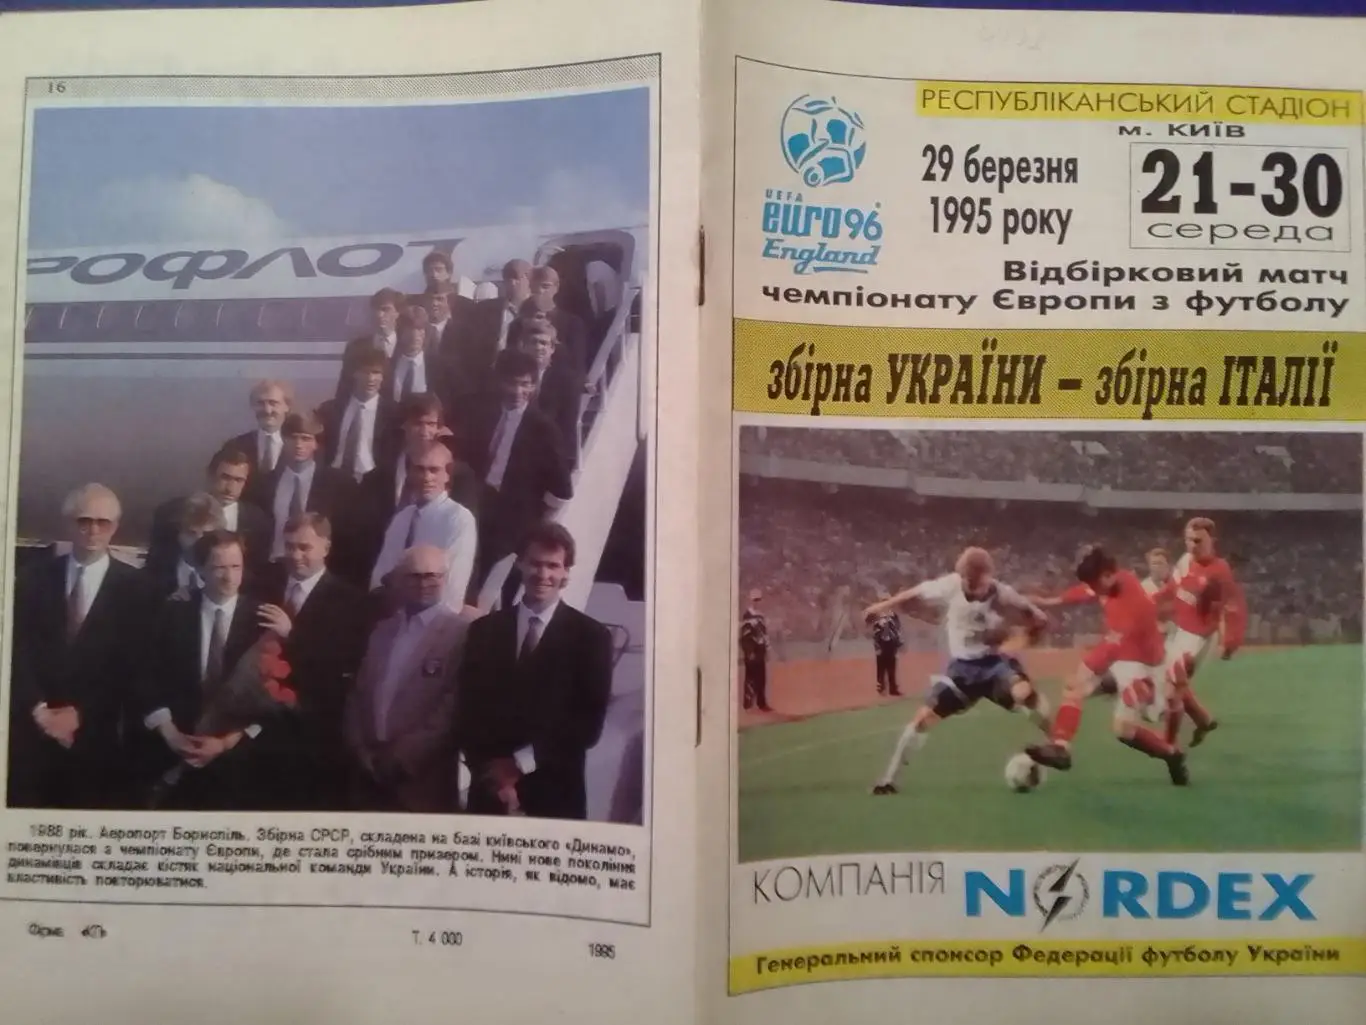 16
РОФЛОТ
1988 рік. Аеропорт Бориспіль. Збірна СРСР, складена на базі київського «Динамо»,
повернулася з чемпіонату Європи, де стала срібним призером. Нині нове покоління
динамівців складає кістяк національної команди України. А історія, як відомо, має
властивість повторюватися.
Фірма «КП»
Т. 4 000
1995
РЕСПУБЛІКАНСЬКИЙ СТАДІОН
м. КИЇВ
29 березня
1995 року
21-30
середа
UEFA
euro96
England
Відбірковий матч
чемпіонату Європи з футболу
збірна УКРАЇНИ – збірна ІТАЛІЇ
КОМПАНІЯ NORDEX
Генеральний спонсор Федерації футболу України